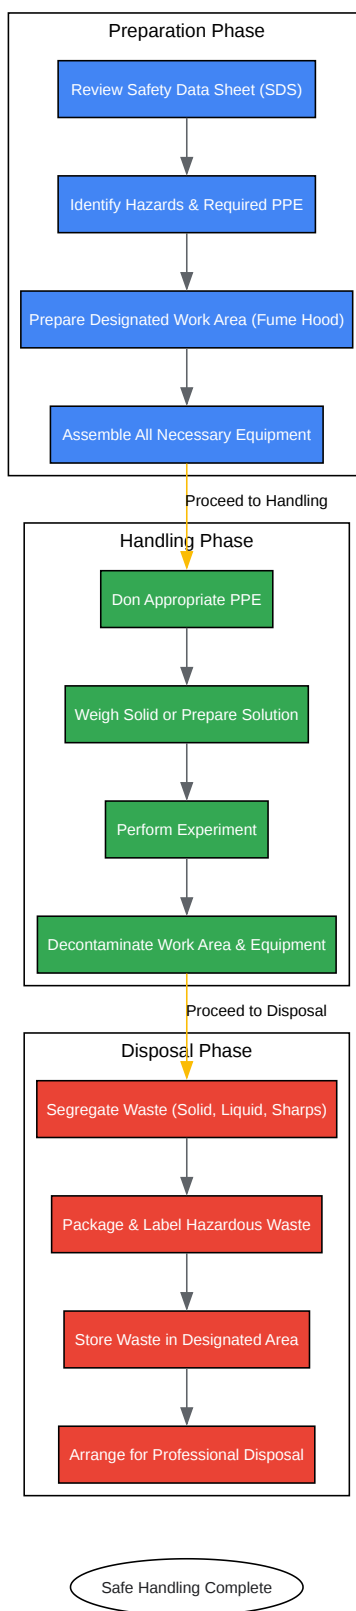 Preparation Phase
Review Safety Data Sheet (SDS)
Identify Hazards & Required PPE
Prepare Designated Work Area (Fume Hood)
Assemble All Necessary Equipment
Proceed to Handling
Handling Phase
Don Appropriate PPE
Weigh Solid or Prepare Solution
Perform Experiment
Decontaminate Work Area & Equipment
Proceed to Disposal
Disposal Phase
Segregate Waste (Solid, Liquid, Sharps)
Package & Label Hazardous Waste
Store Waste in Designated Area
Arrange for Professional Disposal
Safe Handling Complete